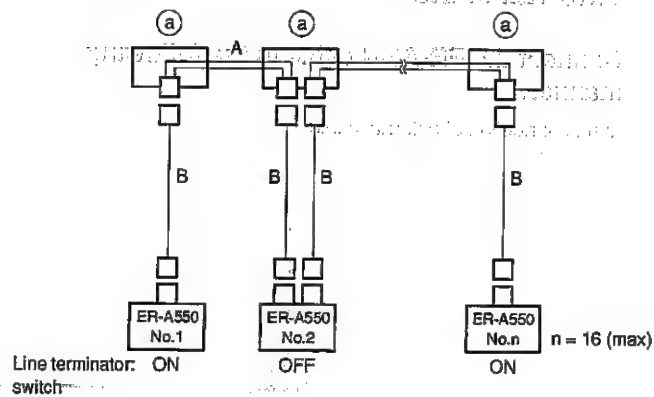 a a a
A
B B B B
ER-A550 ER-A550 ER-A550
No.1 No.2 No.n n = 16 (max)
Line terminator: ON OFF ON
switch